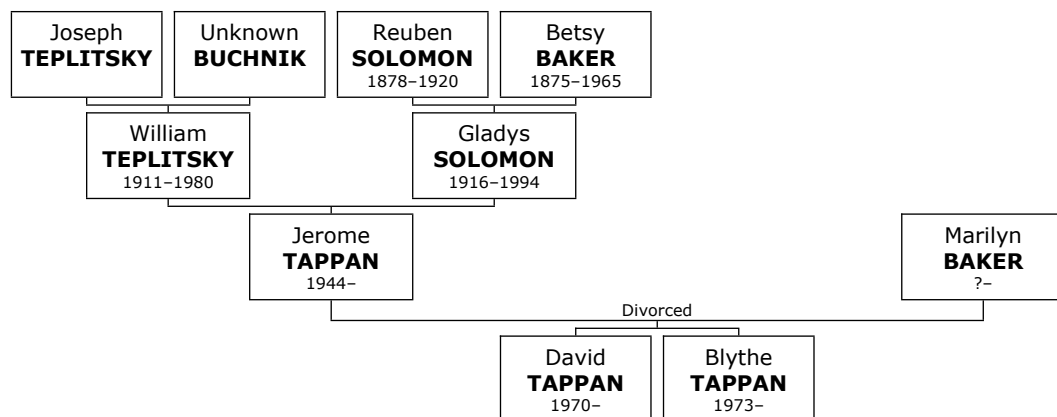 Joseph
TEPLITSKY
Unknown
BUCHNIK
Reuben
SOLOMON
1878–1920
Betsy
BAKER
1875–1965
William
TEPLITSKY
1911–1980
Gladys
SOLOMON
1916–1994
Jerome
TAPPAN
1944–
Marilyn
BAKER
?–
Divorced
David
TAPPAN
1970–
Blythe
TAPPAN
1973–